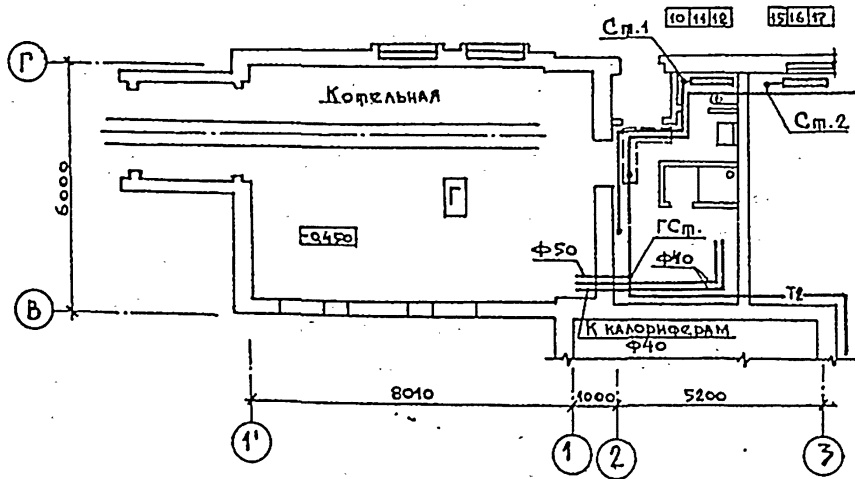 10 11 12
15 16 17
Ст.1
Г
Котельная
Ст.2
6000
Г
-0,450
ГСт.
Ф50
Ф40
Т2
В
К калориферам
Ф40
8010
1000
5200
1'
1
2
3